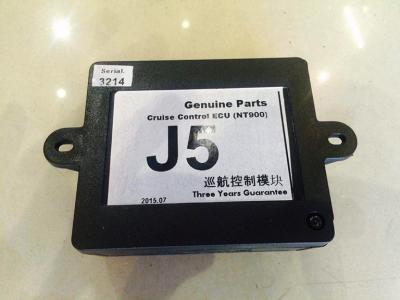 Serial.
3214
Genuine Parts
Cruise Control ECU (NT900)
J5
巡航控制模块
Three Years Guarantee
2015.07